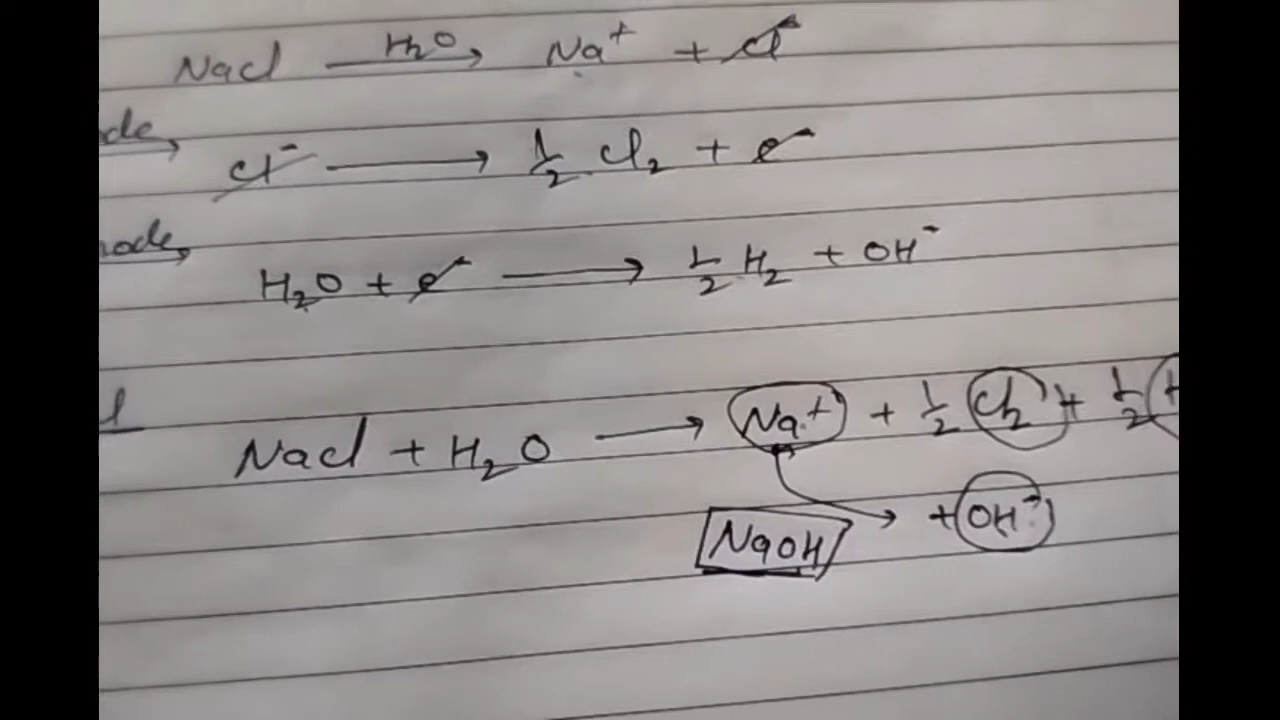 NaCl —H₂O→ Na⁺ + Cl⁻
ode
Cl⁻ → 1/2 Cl₂ + e⁻
hode
H₂O + e⁻ → 1/2 H₂ + OH⁻
l
NaCl + H₂O → Na⁺ + 1/2 Cl₂ + 1/2 H
NaOH + OH⁻